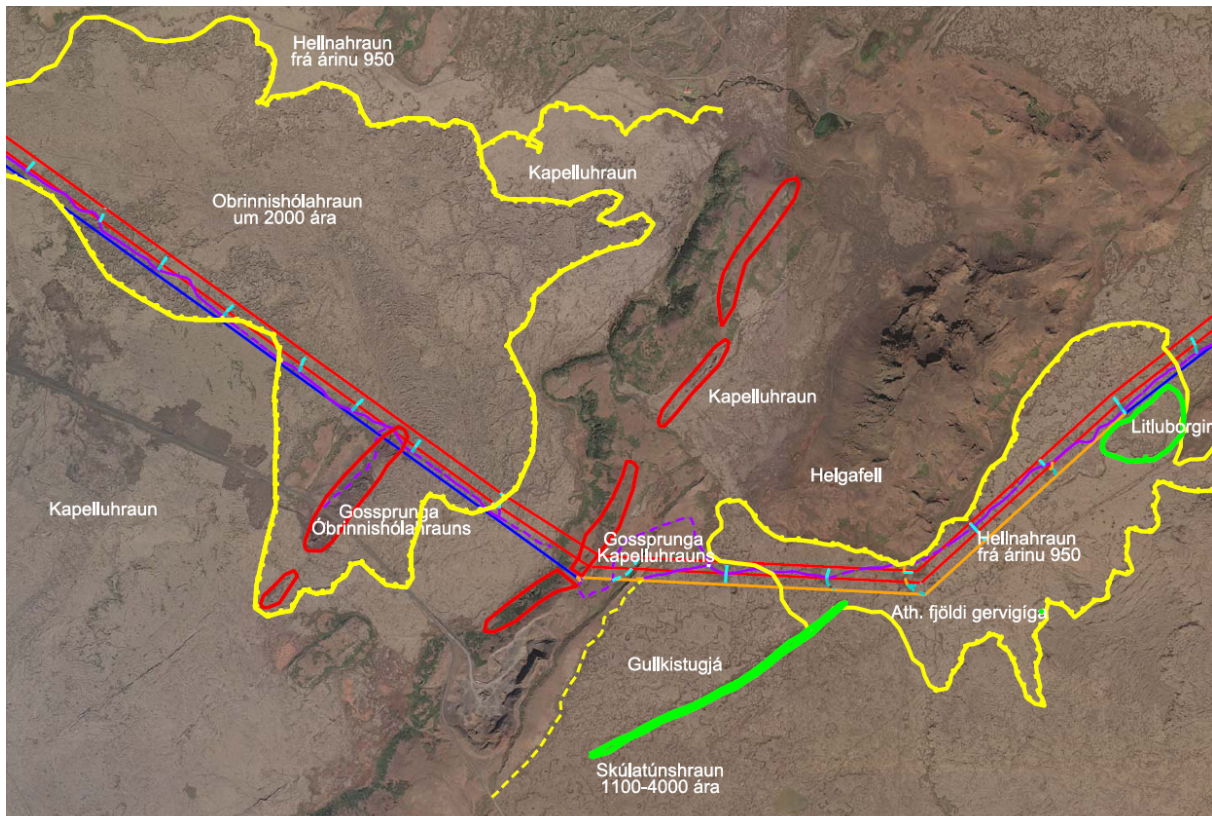 Hellnahraun
frá árinu 950
Kapelluhraun
Obrinnishólahraun
um 2000 ára
Kapelluhraun
Litluborgir
Helgafell
Kapelluhraun
Gossprunga
Óbrinnishólahrauns
Gossprunga
Kapelluhrauns
Hellnahraun
frá árinu 950
Ath. fjöldi gervigíga
Gullkistugjá
Skúlatúnshraun
1100-4000 ára